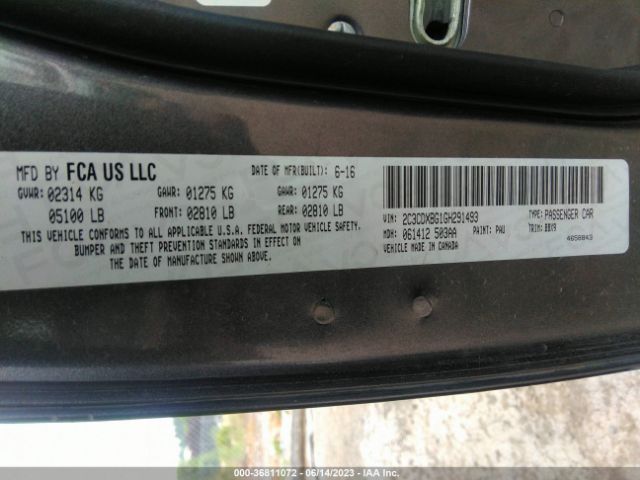 MFD BY FCA US LLC DATE OF MFR(BUILT): 6-16
GVWR: 02314 KG GAWR: 01275 KG GAWR: 01275 KG
05100 LB FRONT: 02810 LB REAR: 02810 LB
THIS VEHICLE CONFORMS TO ALL APPLICABLE U.S.A. FEDERAL MOTOR VEHICLE SAFETY,
BUMPER AND THEFT PREVENTION STANDARDS IN EFFECT ON
THE DATE OF MANUFACTURE SHOWN ABOVE.
VIN: 2C3CDXBG1GH291493 TYPE: PASSENGER CAR
MDH: 061412 503AA PAINT: PAU TRIM: BBX9
VEHICLE MADE IN CANADA 4658843
000-36811072 - 06/14/2023 - IAA Inc.